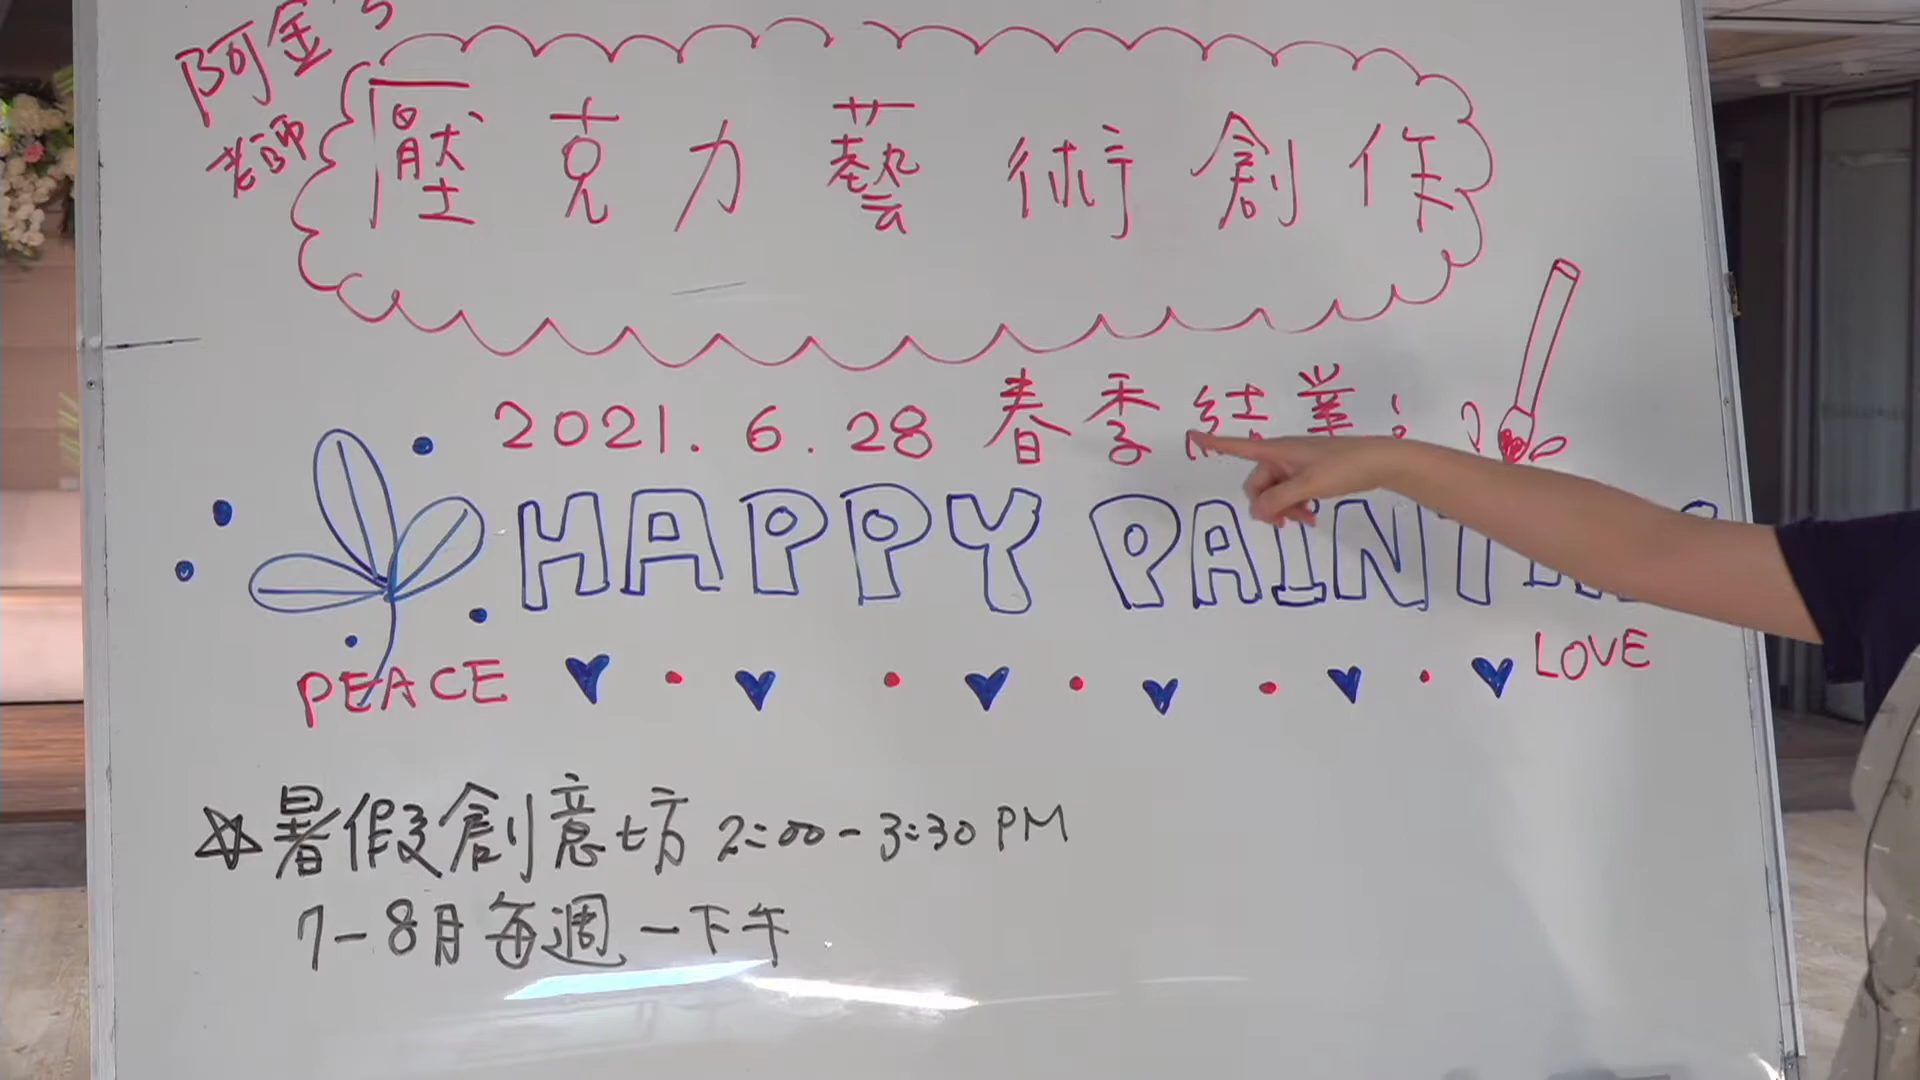 阿金's
老師
壓克力藝術創作
2021.6.28 春季結業!
HAPPY PAINTIN
PEACE
LOVE
暑假創意坊 2:00-3:30 PM
7-8月每週一下午